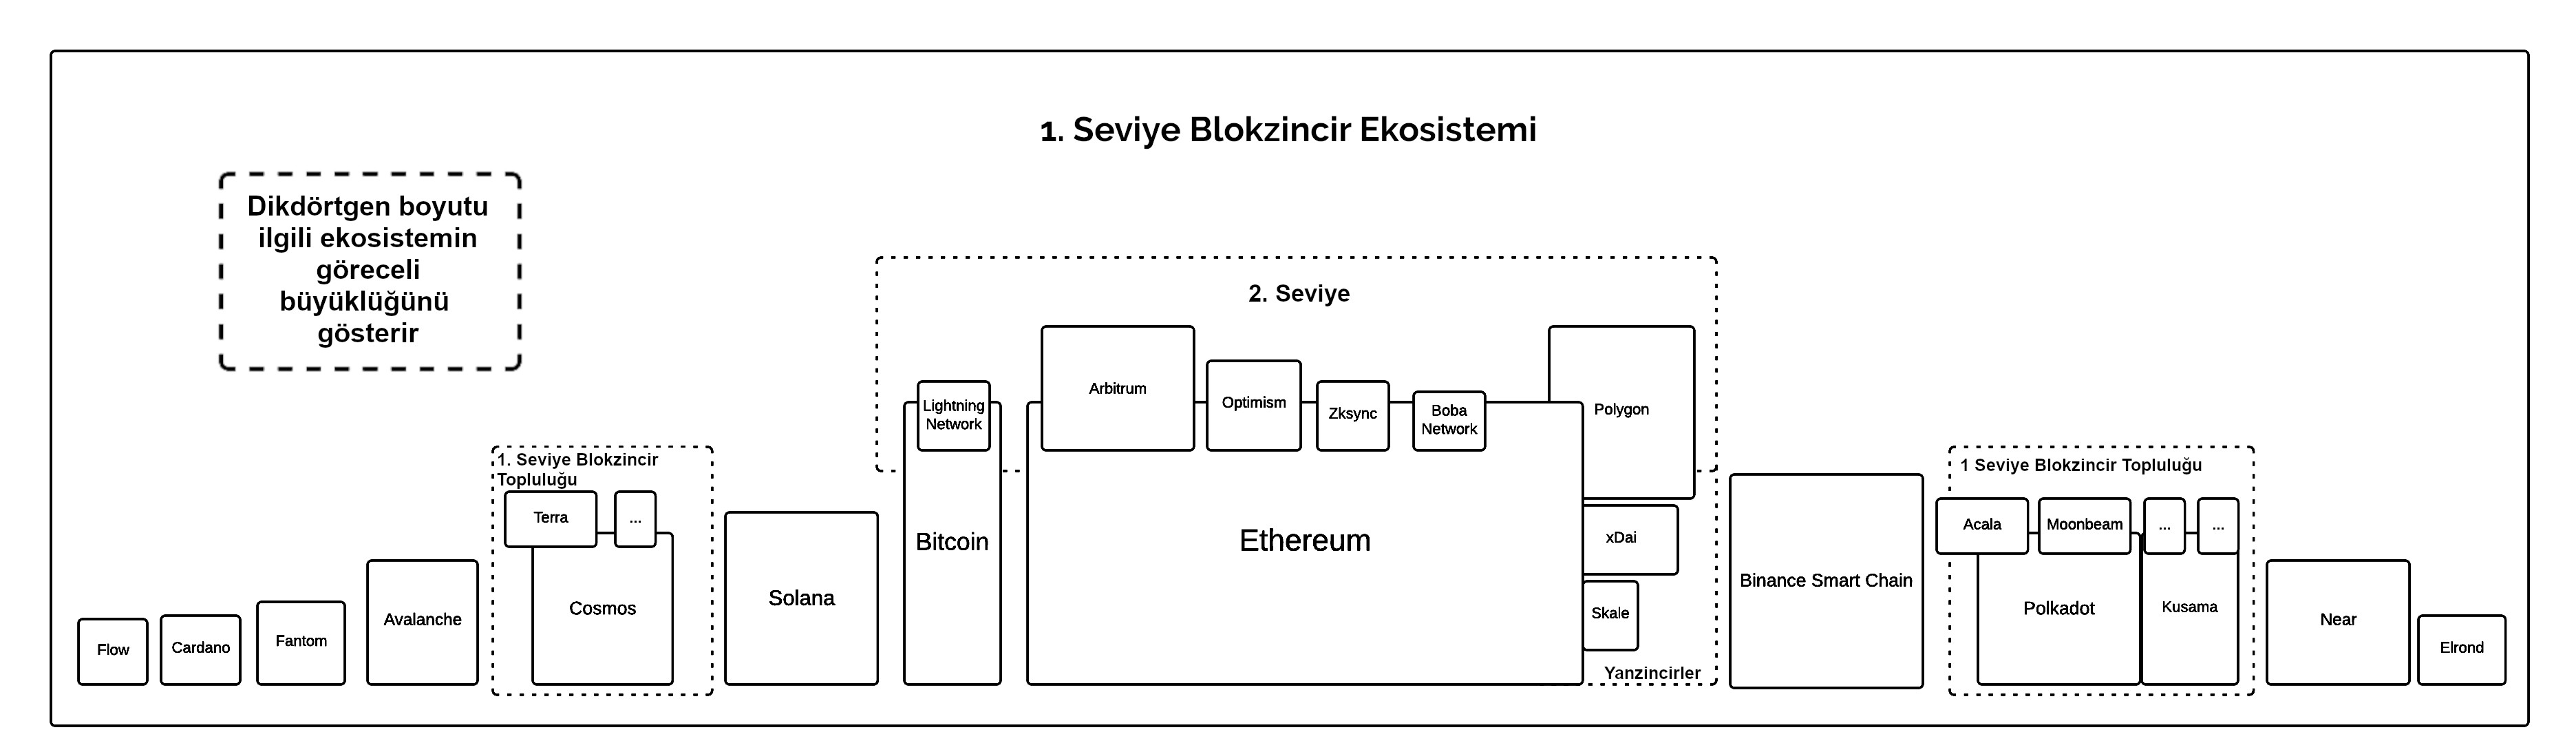 1. Seviye Blokzincir Ekosistemi
Dikdörtgen boyutu
ilgili ekosistemin
göreceli
büyüklüğünü
gösterir
2. Seviye
Arbitrum
Optimism
Zksync
Boba
Network
Polygon
Lightning
Network
1. Seviye Blokzincir
Topluluğu
Terra
...
1 Seviye Blokzincir Topluluğu
Acala
Moonbeam
...
...
Flow
Cardano
Fantom
Avalanche
Cosmos
Solana
Bitcoin
Ethereum
xDai
Skale
Yanzincirler
Binance Smart Chain
Polkadot
Kusama
Near
Elrond